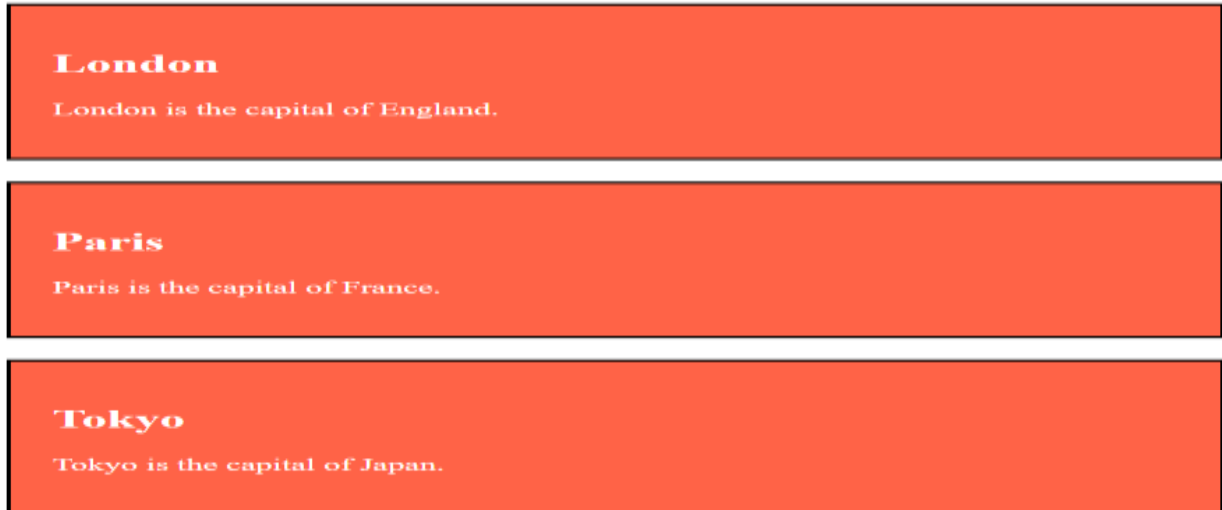 London
London is the capital of England.
Paris
Paris is the capital of France.
Tokyo
Tokyo is the capital of Japan.